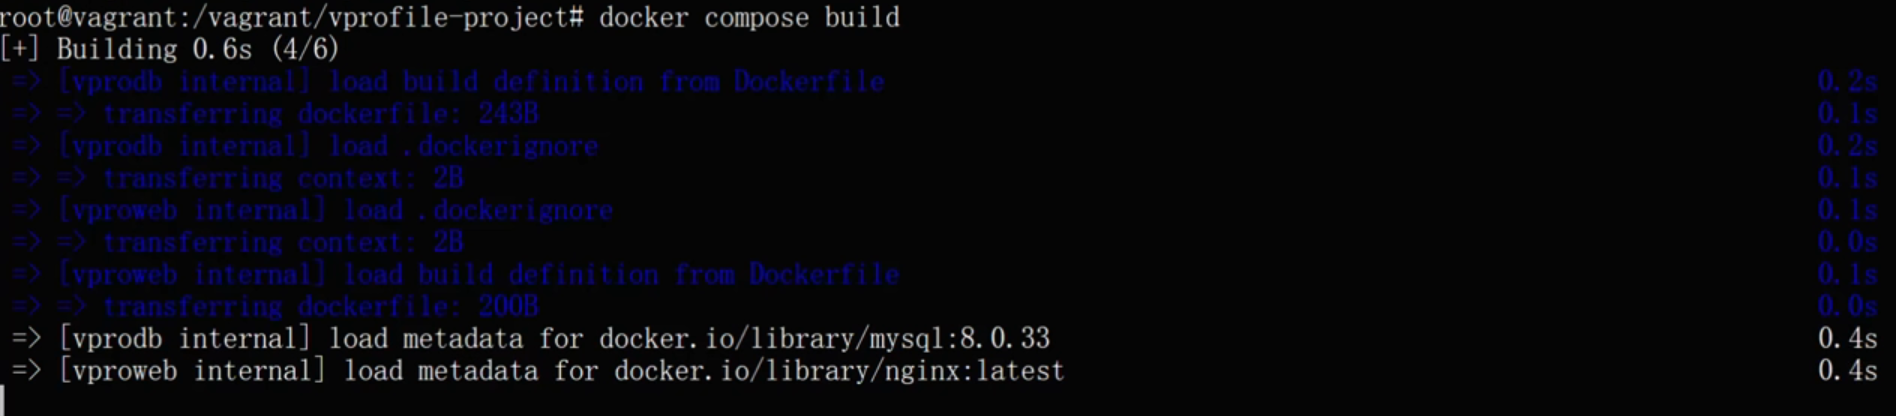 root@vagrant:/vagrant/vprofile-project# docker compose build
[+] Building 0.6s (4/6)
=> [vprodb internal] load build definition from Dockerfile 0.2s
=> => transferring dockerfile: 243B 0.1s
=> [vprodb internal] load .dockerignore 0.2s
=> => transferring context: 2B 0.1s
=> [vproweb internal] load .dockerignore 0.1s
=> => transferring context: 2B 0.0s
=> [vproweb internal] load build definition from Dockerfile 0.1s
=> => transferring dockerfile: 200B 0.0s
=> [vprodb internal] load metadata for docker.io/library/mysql:8.0.33 0.4s
=> [vproweb internal] load metadata for docker.io/library/nginx:latest 0.4s